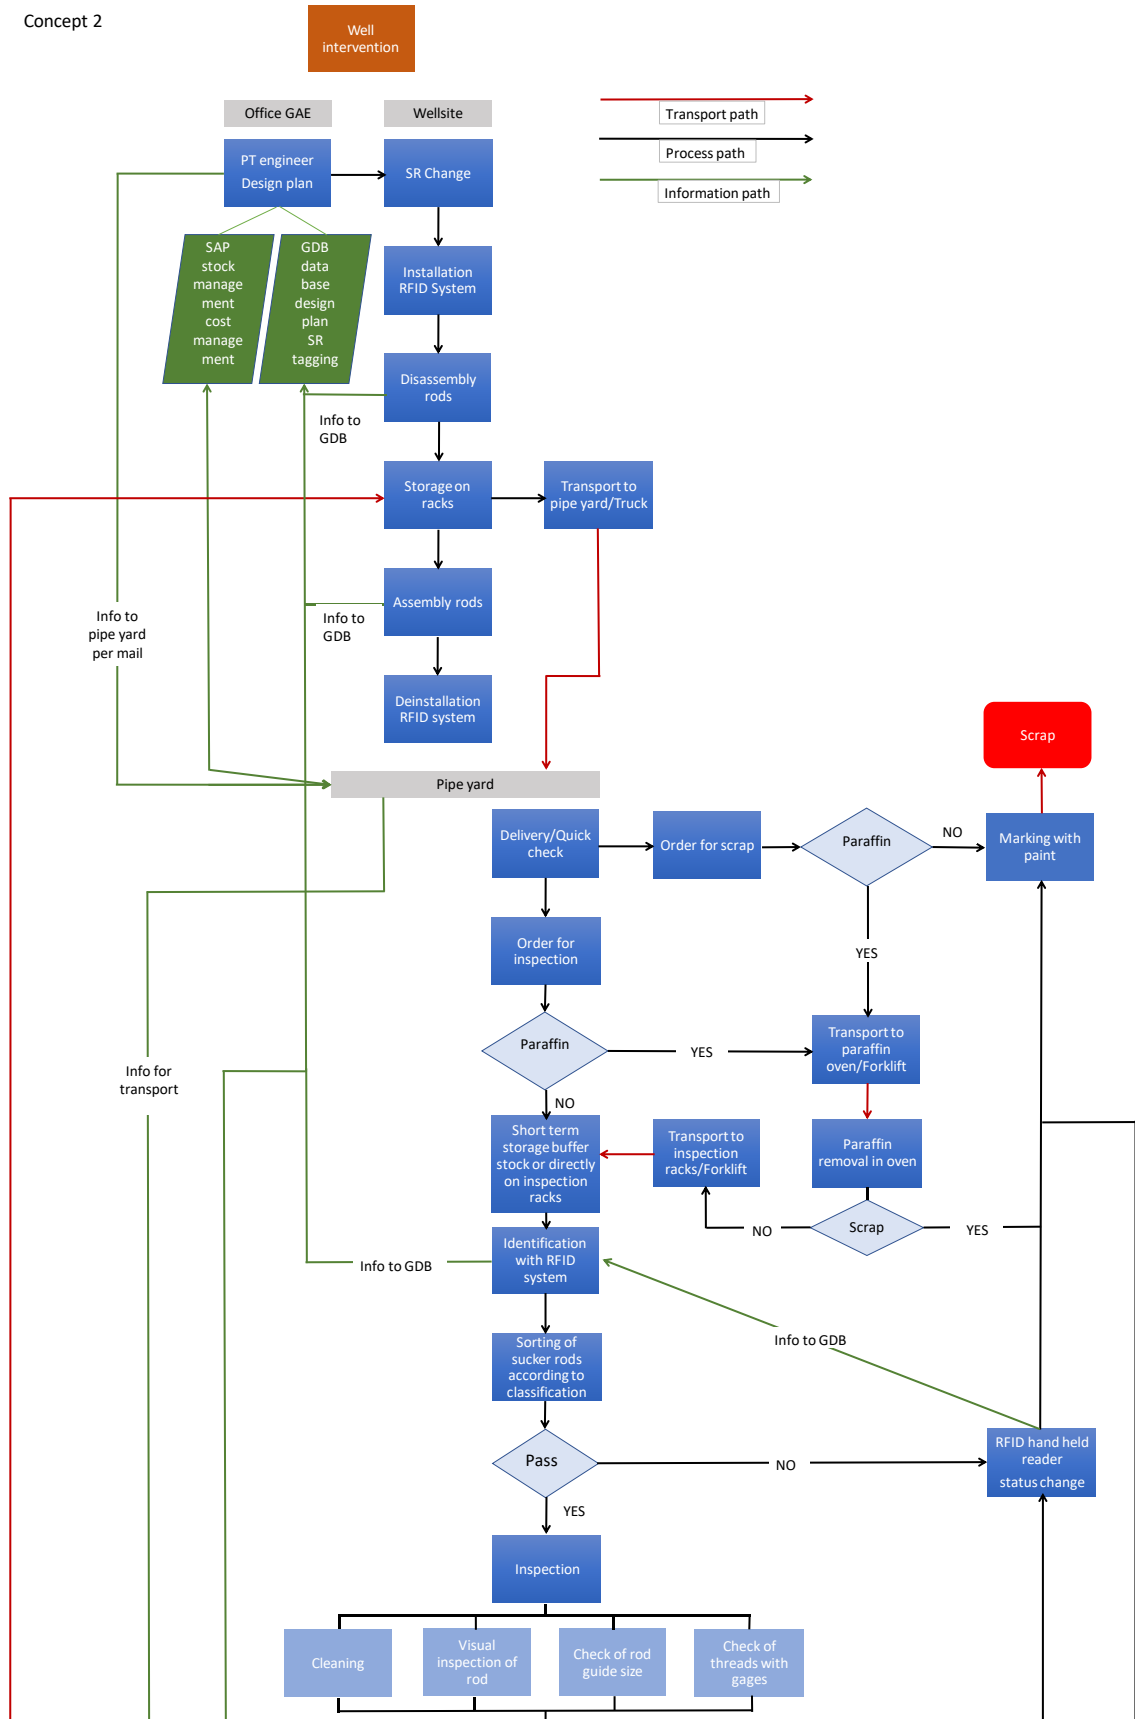 Concept 2
Well
intervention
Office GAE
Wellsite
Transport path
Process path
Information path
PT engineer
Design plan
SR Change
SAP
stock
manage
ment
cost
manage
ment
GDB
data
base
design
plan
SR
tagging
Installation
RFID System
Disassembly
rods
Info to
GDB
Storage on
racks
Transport to
pipe yard/Truck
Assembly rods
Info to
GDB
Info to
pipe yard
per mail
Deinstallation
RFID system
Scrap
Pipe yard
Delivery/Quick
check
Order for scrap
Paraffin
NO
Marking with
paint
Order for
inspection
YES
Paraffin
YES
Transport to
paraffin
oven/Forklift
Info for
transport
NO
Short term
storage buffer
stock or directly
on inspection
racks
Transport to
inspection
racks/Forklift
Paraffin
removal in oven
NO
Scrap
YES
Identification
with RFID
system
Info to GDB
Info to GDB
Sorting of
sucker rods
according to
classification
Pass
NO
RFID hand held
reader
status change
YES
Inspection
Cleaning
Visual
inspection of
rod
Check of rod
guide size
Check of
threads with
gages